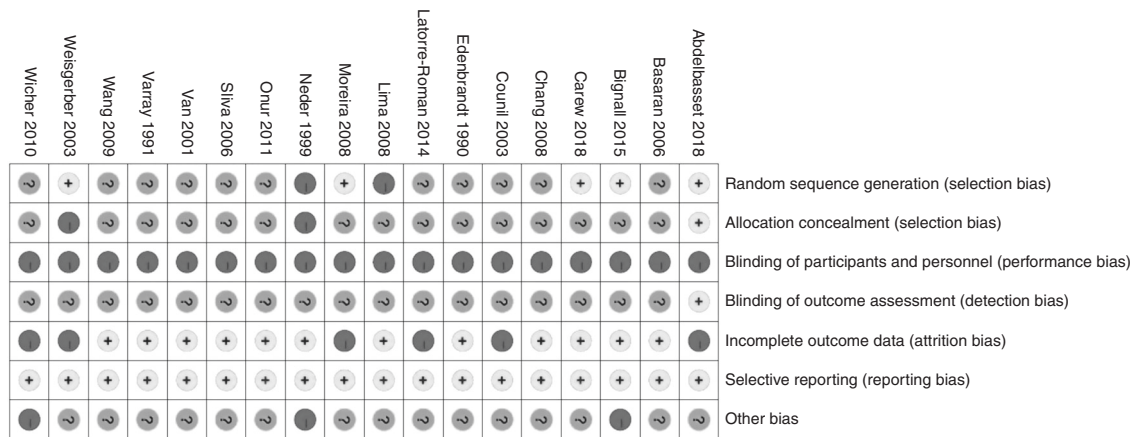 Wicher 2010
Weisgerber 2003
Wang 2009
Varray 1991
Van 2001
Sliva 2006
Onur 2011
Neder 1999
Moreira 2008
Lima 2008
Latorre-Roman 2014
Edenbrandt 1990
Counil 2003
Chang 2008
Carew 2018
Bignall 2015
Basaran 2006
Abdelbasset 2018
Random sequence generation (selection bias)
Allocation concealment (selection bias)
Blinding of participants and personnel (performance bias)
Blinding of outcome assessment (detection bias)
Incomplete outcome data (attrition bias)
Selective reporting (reporting bias)
Other bias